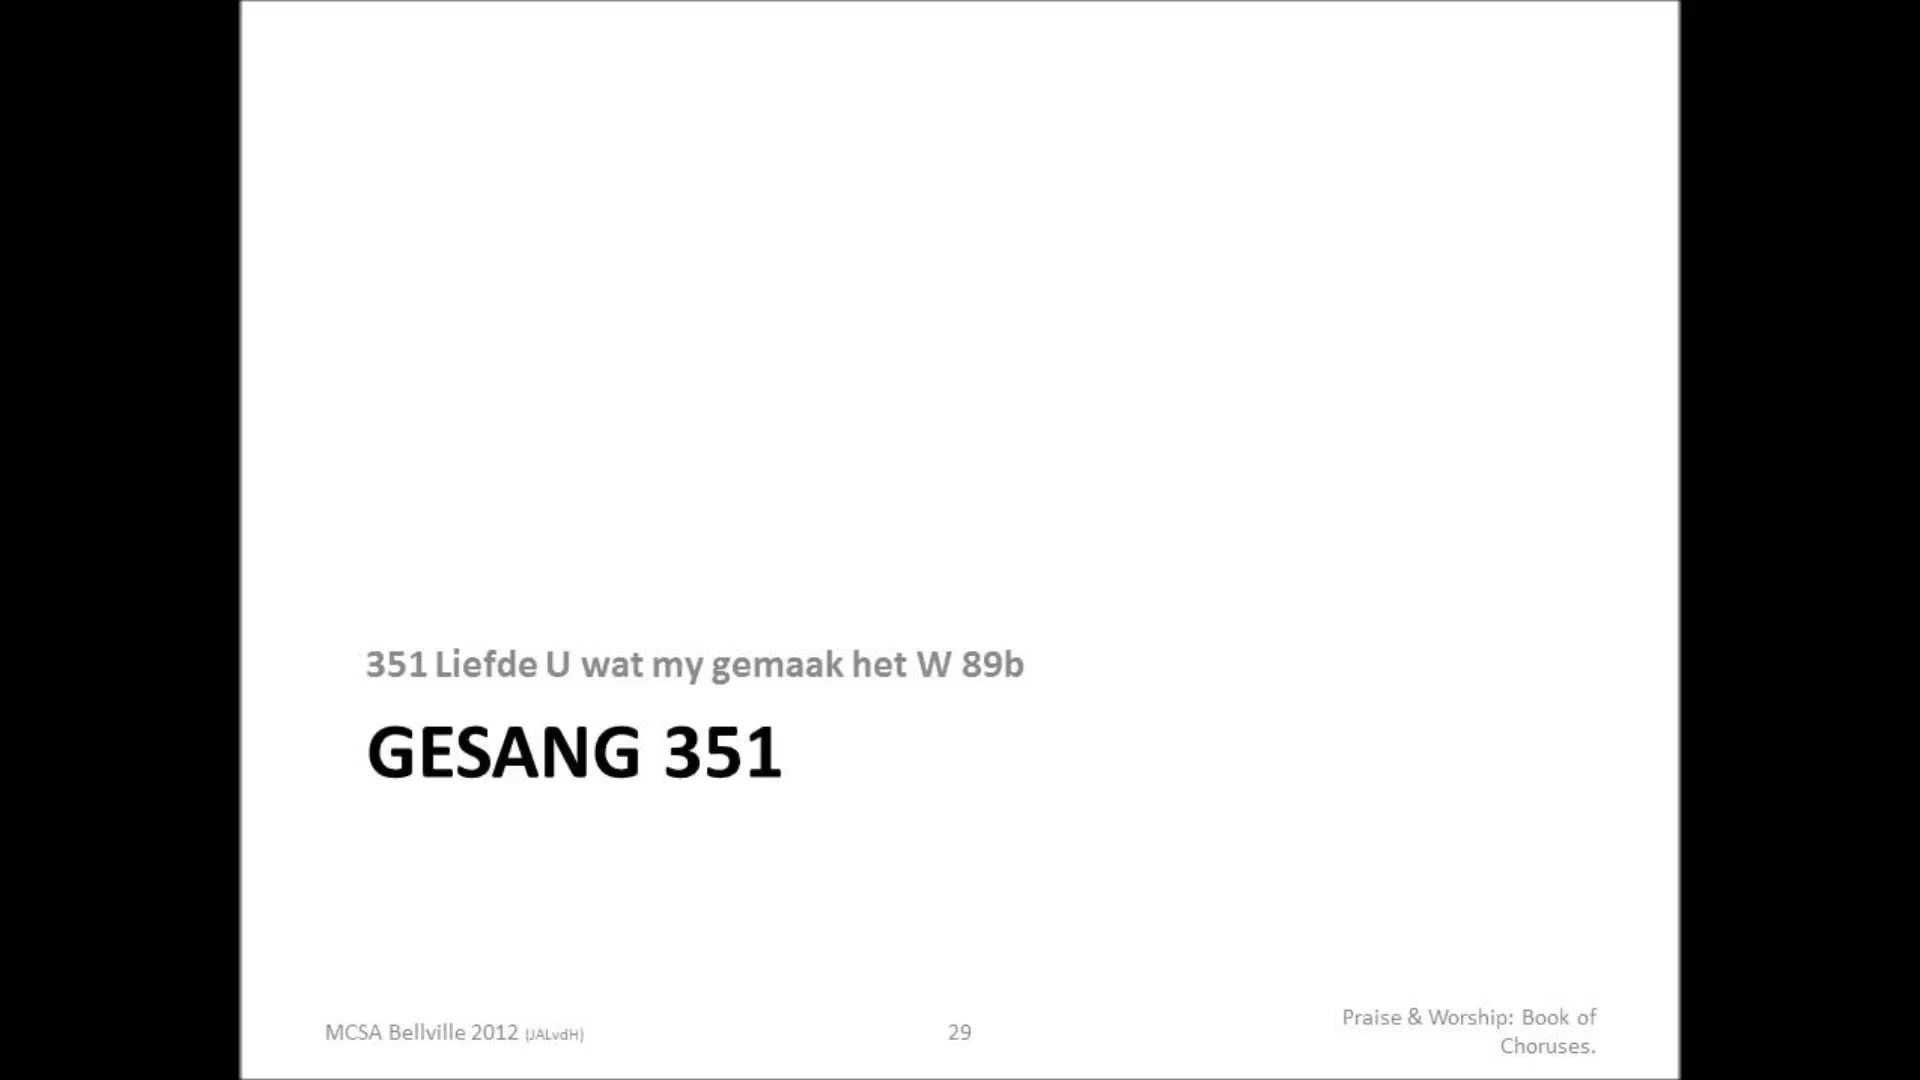 351 Liefde U wat my gemaak het W 89b
GESANG 351
MCSA Bellville 2012 (JALvdH)
29
Praise & Worship: Book of
Choruses.